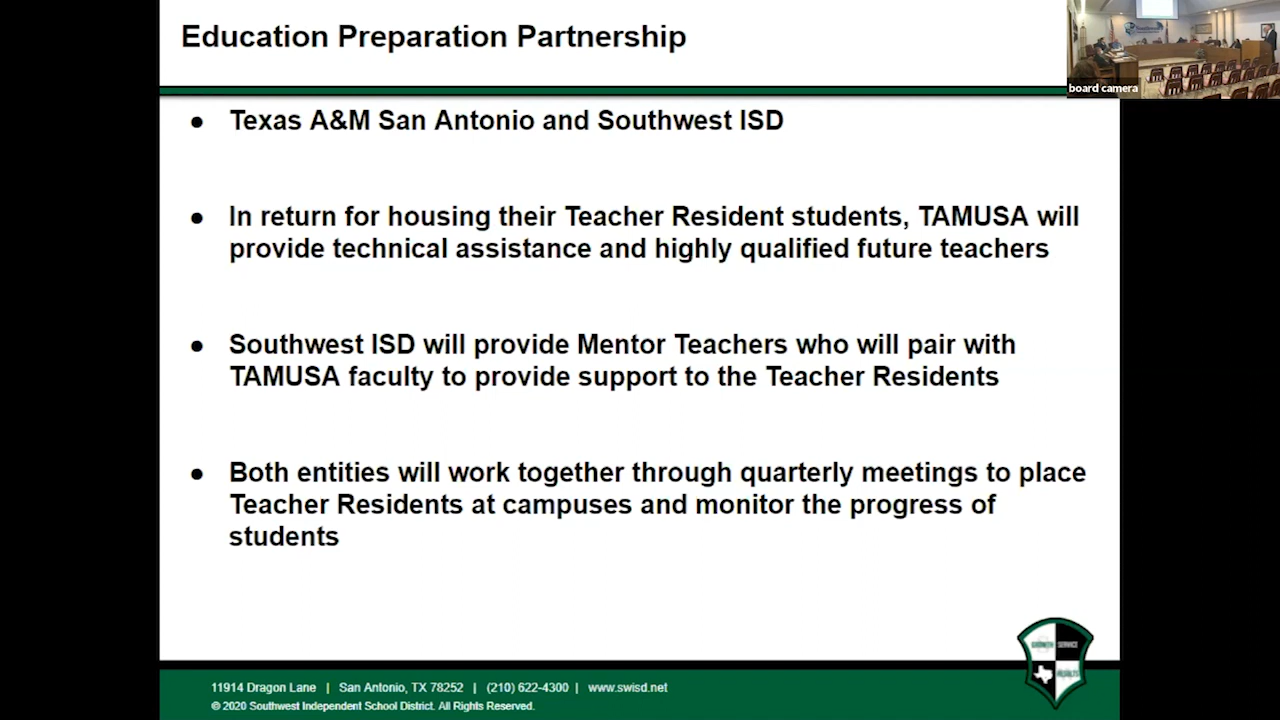 Education Preparation Partnership
board camera
● Texas A&M San Antonio and Southwest ISD
● In return for housing their Teacher Resident students, TAMUSA will
provide technical assistance and highly qualified future teachers
● Southwest ISD will provide Mentor Teachers who will pair with
TAMUSA faculty to provide support to the Teacher Residents
● Both entities will work together through quarterly meetings to place
Teacher Residents at campuses and monitor the progress of
students
11914 Dragon Lane | San Antonio, TX 78252 | (210) 622-4300 | www.swisd.net
© 2020 Southwest Independent School District. All Rights Reserved.
SERVICE